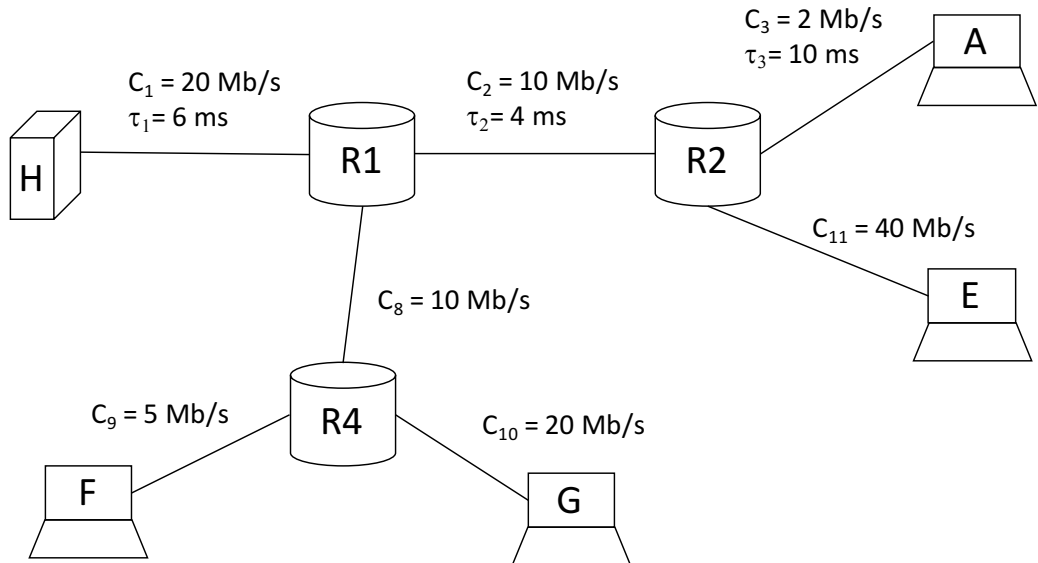 C₃ = 2 Mb/s
τ₃= 10 ms
A
C₁ = 20 Mb/s
τ₁= 6 ms
C₂ = 10 Mb/s
τ₂= 4 ms
H
R1
R2
C₁₁ = 40 Mb/s
E
C₈ = 10 Mb/s
C₉ = 5 Mb/s
R4
C₁₀ = 20 Mb/s
F
G